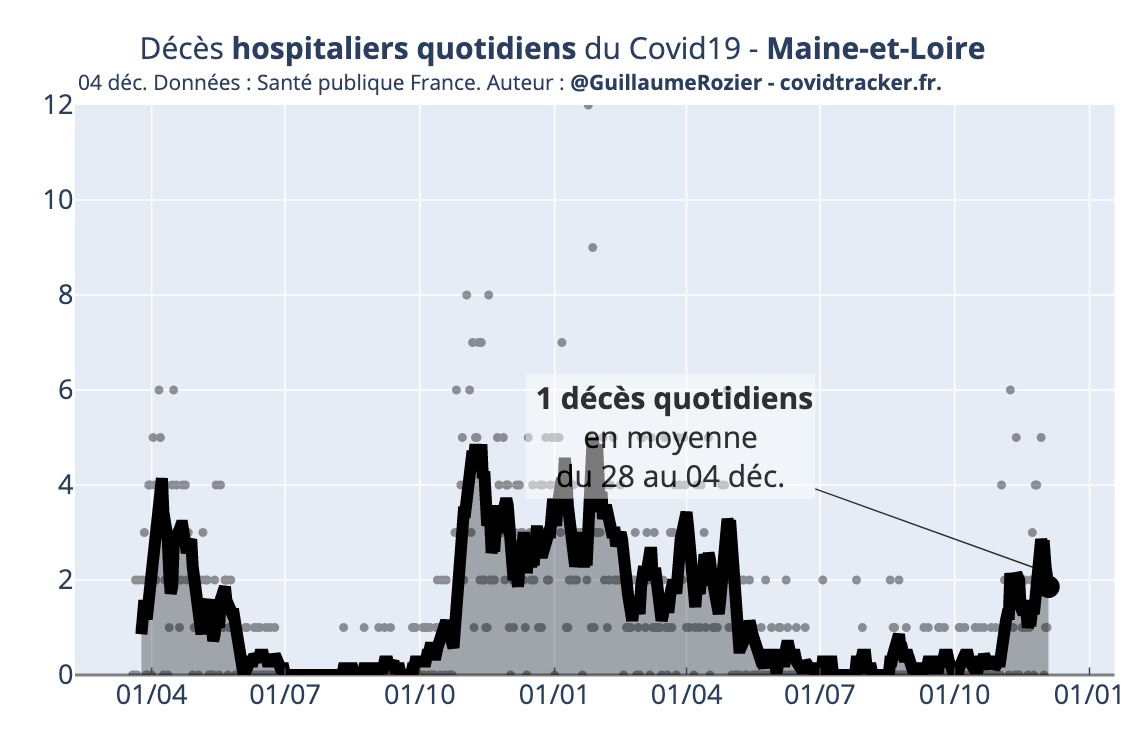 Décès hospitaliers quotidiens du Covid19 - Maine-et-Loire
04 déc. Données : Santé publique France. Auteur : @GuillaumeRozier - covidtracker.fr.
12
10
8
6
4
2
0
1 décès quotidiens
en moyenne
du 28 au 04 déc.
01/04 01/07 01/10 01/01 01/04 01/07 01/10 01/01